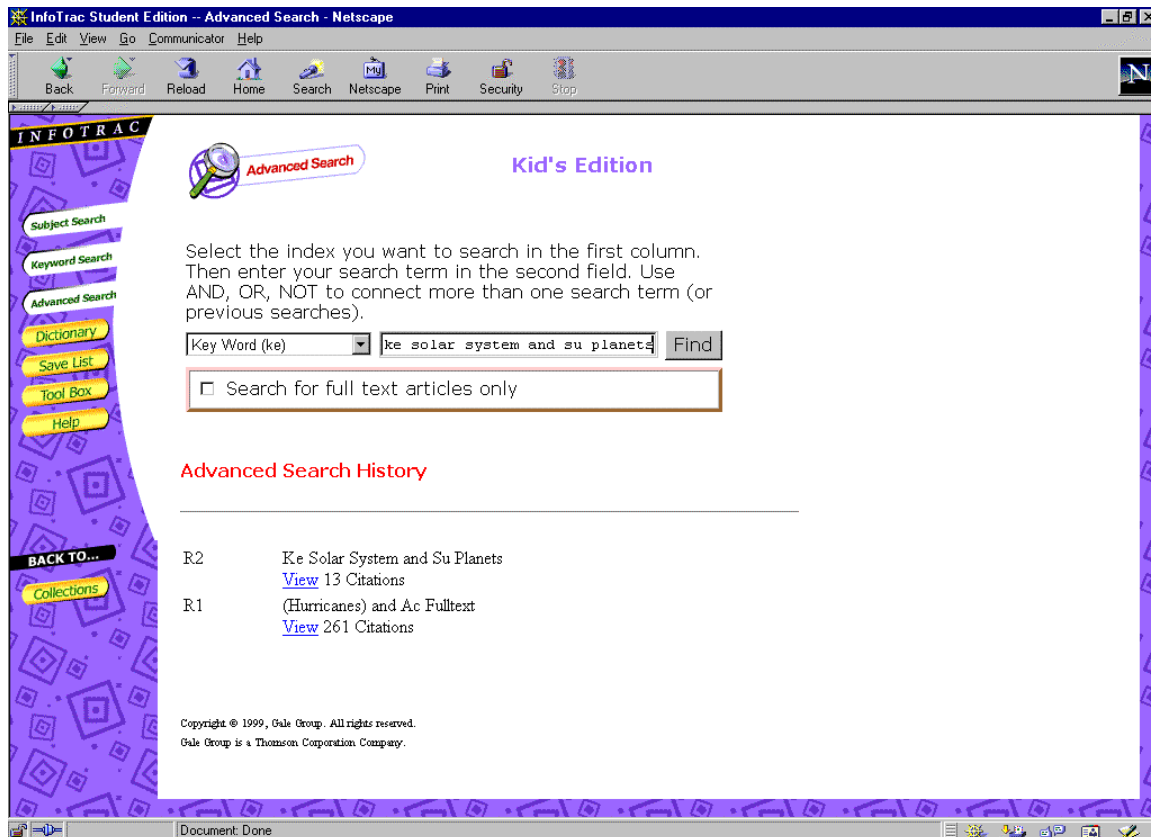 InfoTrac Student Edition -- Advanced Search - Netscape
File Edit View Go Communicator Help
Back Forward Reload Home Search Netscape Print Security Stop
My
N
INFOTRAC
Advanced Search
Kid's Edition
Subject Search
Keyword Search
Advanced Search
Dictionary
Save List
Tool Box
Help
Select the index you want to search in the first column.
Then enter your search term in the second field. Use
AND, OR, NOT to connect more than one search term (or
previous searches).
Key Word (ke) ke solar system and su planets Find
Search for full text articles only
Advanced Search History
BACK TO...
Collections
R2 Ke Solar System and Su Planets
View 13 Citations
R1 (Hurricanes) and Ac Fulltext
View 261 Citations
Copyright © 1999, Gale Group. All rights reserved.
Gale Group is a Thomson Corporation Company.
Document: Done